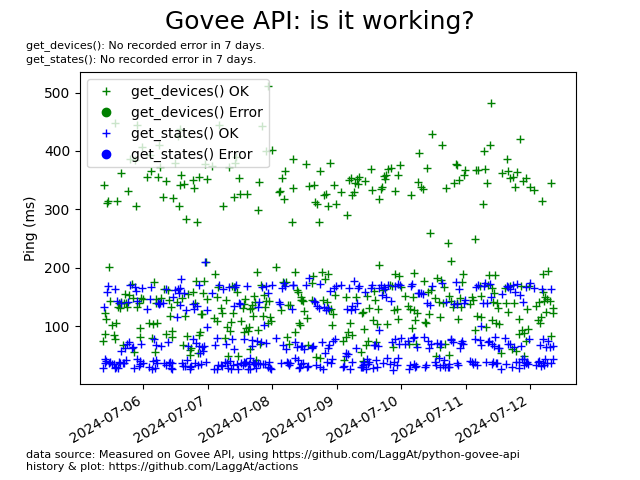 Govee API: is it working?
get_devices(): No recorded error in 7 days.
get_states(): No recorded error in 7 days.
get_devices() OK
get_devices() Error
get_states() OK
get_states() Error
Ping (ms)
500
400
300
200
100
2024-07-06
2024-07-07
2024-07-08
2024-07-09
2024-07-10
2024-07-11
2024-07-12
data source: Measured on Govee API, using https://github.com/LaggAt/python-govee-api
history & plot: https://github.com/LaggAt/actions